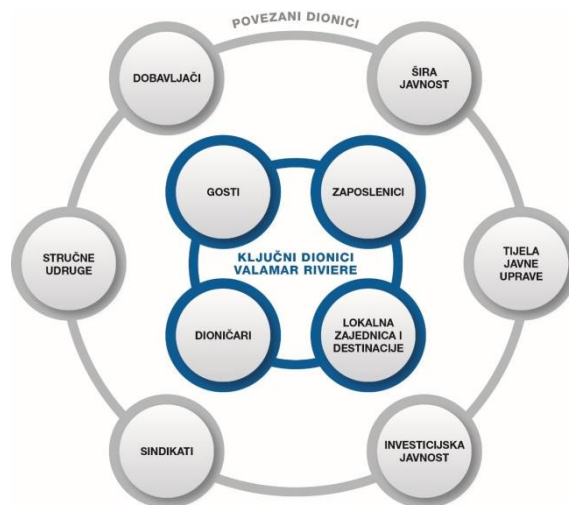 POVEZANI DIONICI
DOBAVLJAČI
ŠIRA
JAVNOST
GOSTI
ZAPOSLENICI
STRUČNE
UDRUGE
KLJUČNI DIONICI
VALAMAR RIVIERE
TIJELA
JAVNE
UPRAVE
DIONIČARI
LOKALNA
ZAJEDNICA I
DESTINACIJE
SINDIKATI
INVESTICIJSKA
JAVNOST